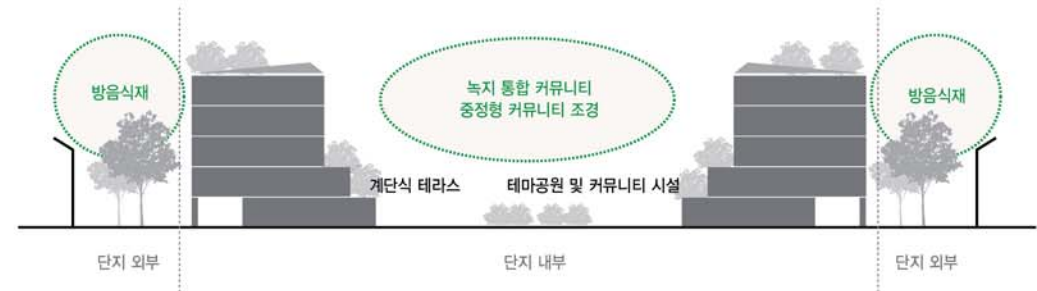 방음식재
녹지 통합 커뮤니티
중정형 커뮤니티 조경
방음식재
계단식 테라스
테마공원 및 커뮤니티 시설
단지 외부
단지 내부
단지 외부